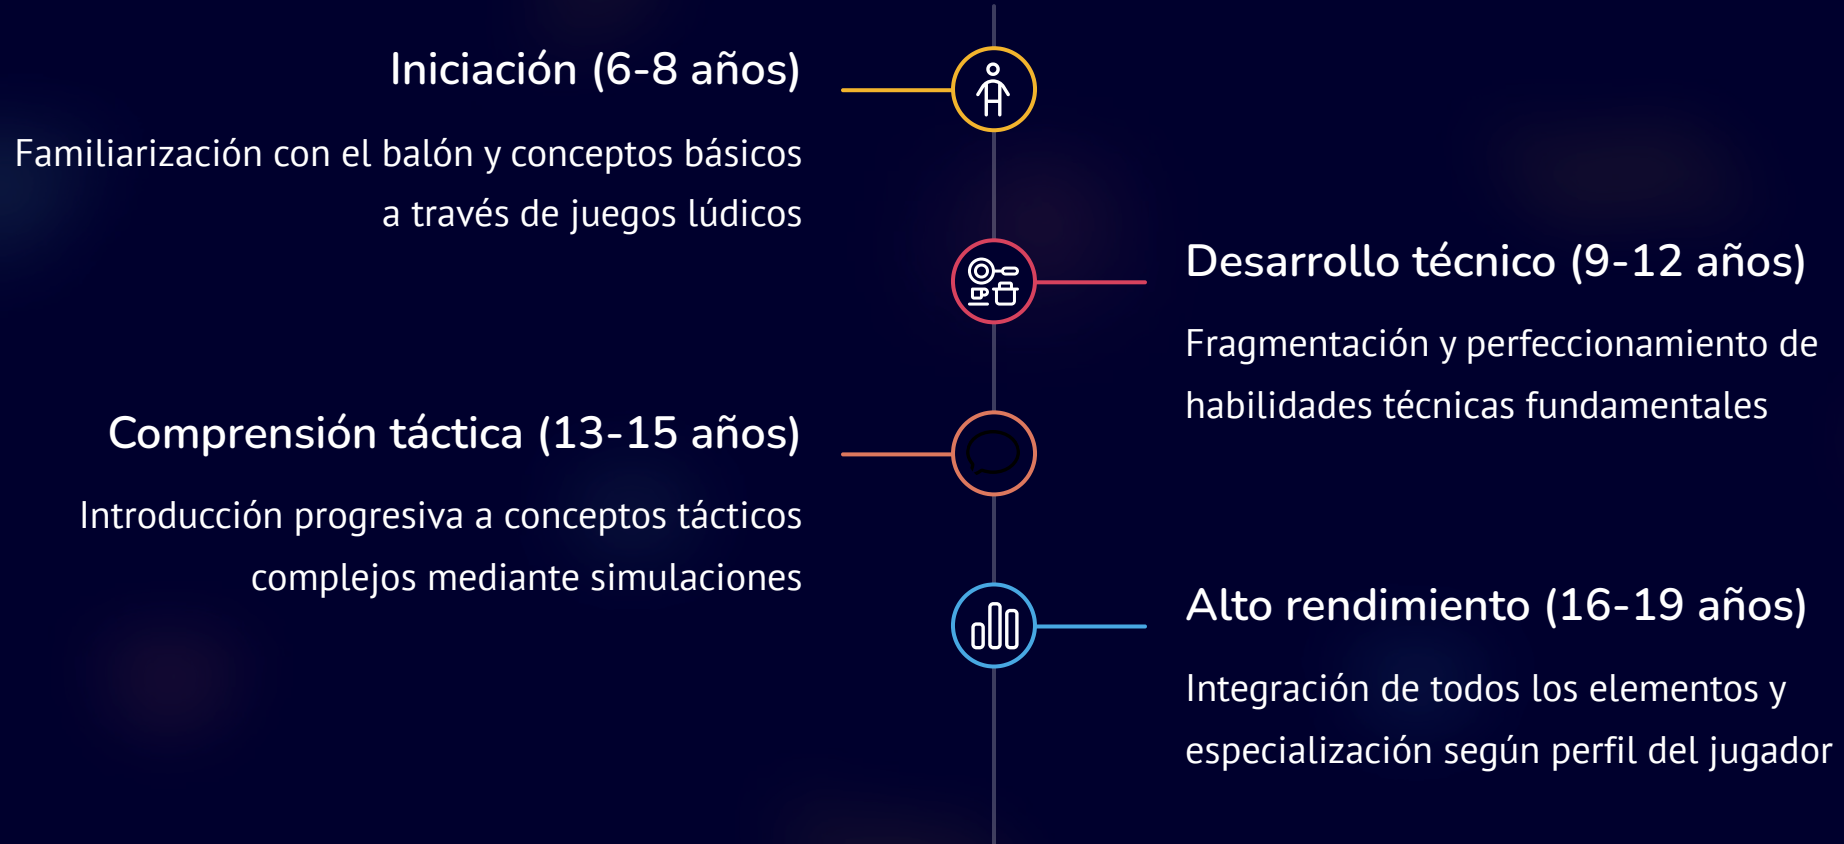 Iniciación (6-8 años)
Familiarización con el balón y conceptos básicos
a través de juegos lúdicos
Desarrollo técnico (9-12 años)
Fragmentación y perfeccionamiento de
habilidades técnicas fundamentales
Comprensión táctica (13-15 años)
Introducción progresiva a conceptos tácticos
complejos mediante simulaciones
Alto rendimiento (16-19 años)
Integración de todos los elementos y
especialización según perfil del jugador